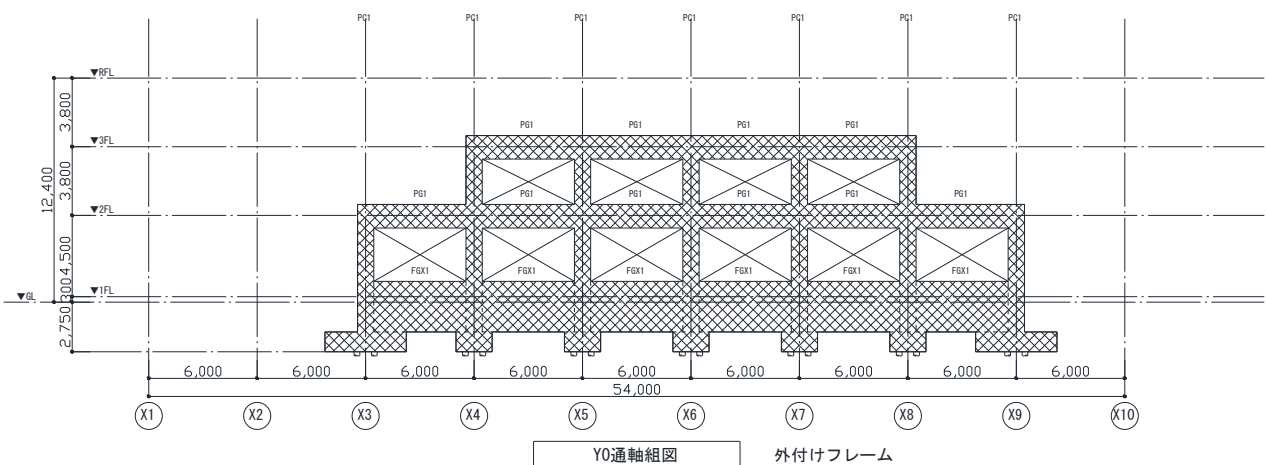 PC1 PC1 PC1 PC1 PC1 PC1 PC1
▼RFL
3,800
PG1 PG1 PG1 PG1
▼3FL
12,400
3,800
PG1 PG1 PG1 PG1 PG1 PG1
▼2FL
4,500
FGX1 FGX1 FGX1 FGX1 FGX1 FGX1
▼1FL
300
▼GL
2,750
6,000 6,000 6,000 6,000 6,000 6,000 6,000 6,000 6,000
54,000
X1 X2 X3 X4 X5 X6 X7 X8 X9 X10
Y0通軸組図 外付けフレーム